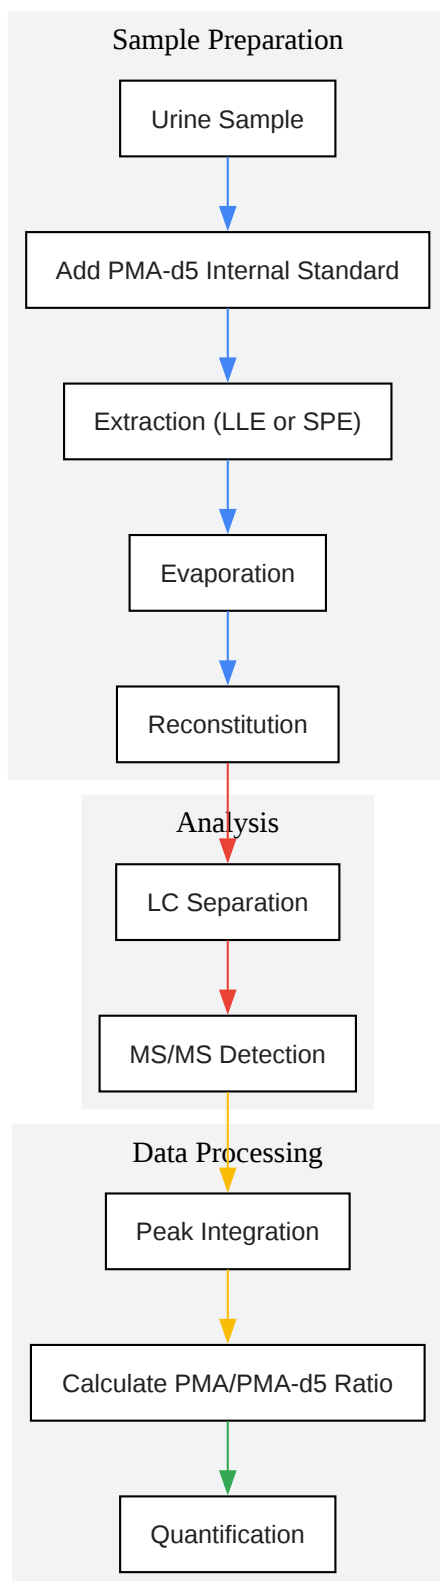 Sample Preparation
Urine Sample
Add PMA-d5 Internal Standard
Extraction (LLE or SPE)
Evaporation
Reconstitution
Analysis
LC Separation
MS/MS Detection
Data Processing
Peak Integration
Calculate PMA/PMA-d5 Ratio
Quantification